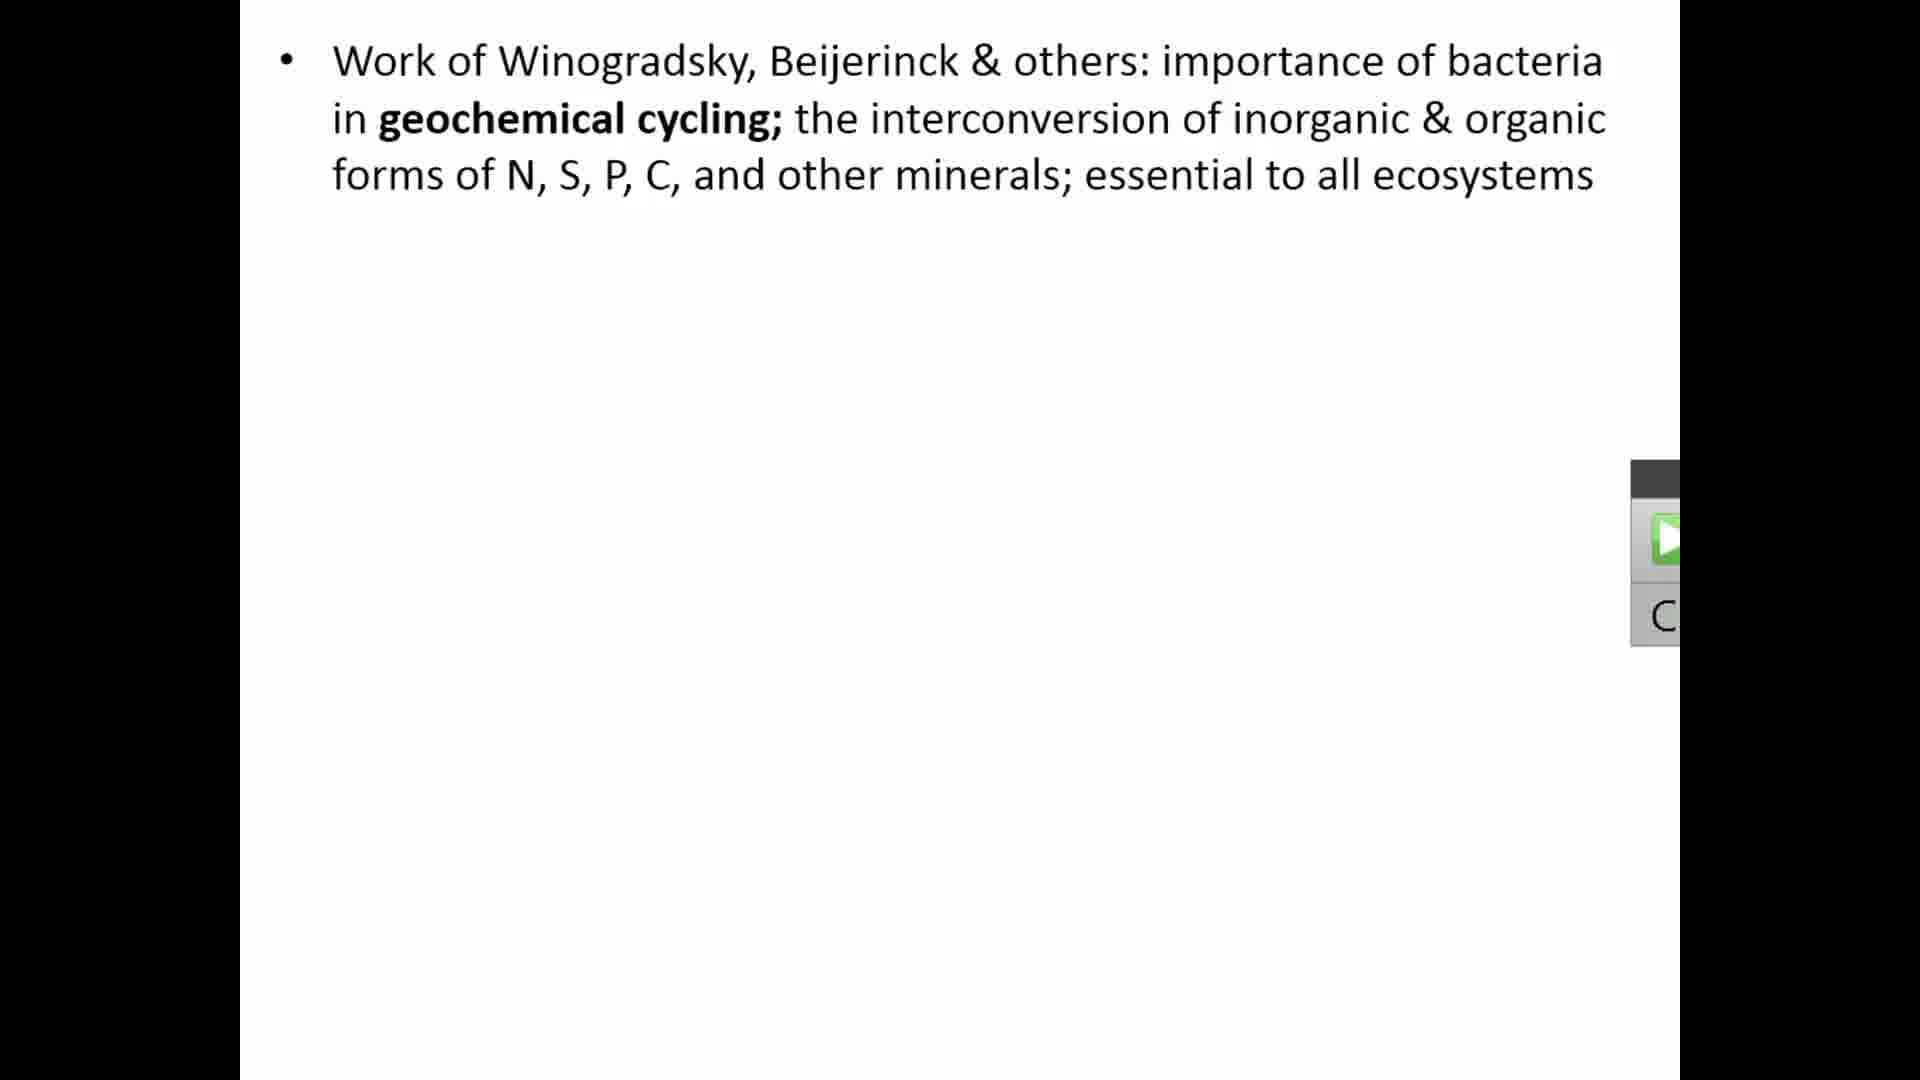 • Work of Winogradsky, Beijerinck & others: importance of bacteria
in geochemical cycling; the interconversion of inorganic & organic
forms of N, S, P, C, and other minerals; essential to all ecosystems
C